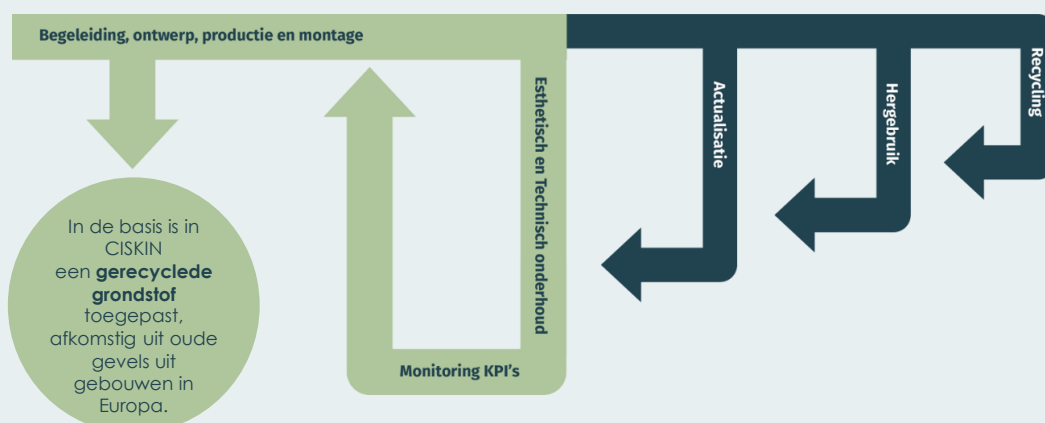 Begeleiding, ontwerp, productie en montage
Esthetisch en Technisch onderhoud
Monitoring KPI's
Actualisatie
Hergebruik
Recycling
In de basis is in
CISKIN
een gerecyclede
grondstof
toegepast,
afkomstig uit oude
gevels uit
gebouwen in
Europa.